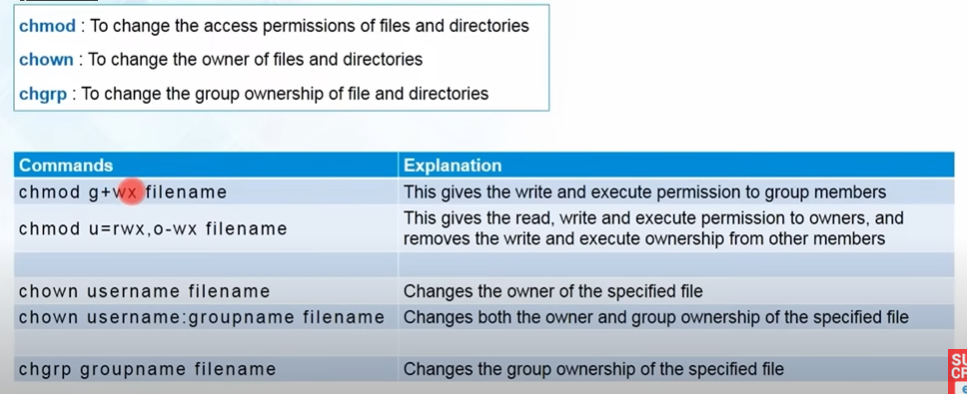 chmod : To change the access permissions of files and directories
chown : To change the owner of files and directories
chgrp : To change the group ownership of file and directories
Commands Explanation
chmod g+wx filename This gives the write and execute permission to group members
chmod u=rwx,o-wx filename This gives the read, write and execute permission to owners, and
removes the write and execute ownership from other members
chown username filename Changes the owner of the specified file
chown username:groupname filename Changes both the owner and group ownership of the specified file
chgrp groupname filename Changes the group ownership of the specified file
SU
CR
e